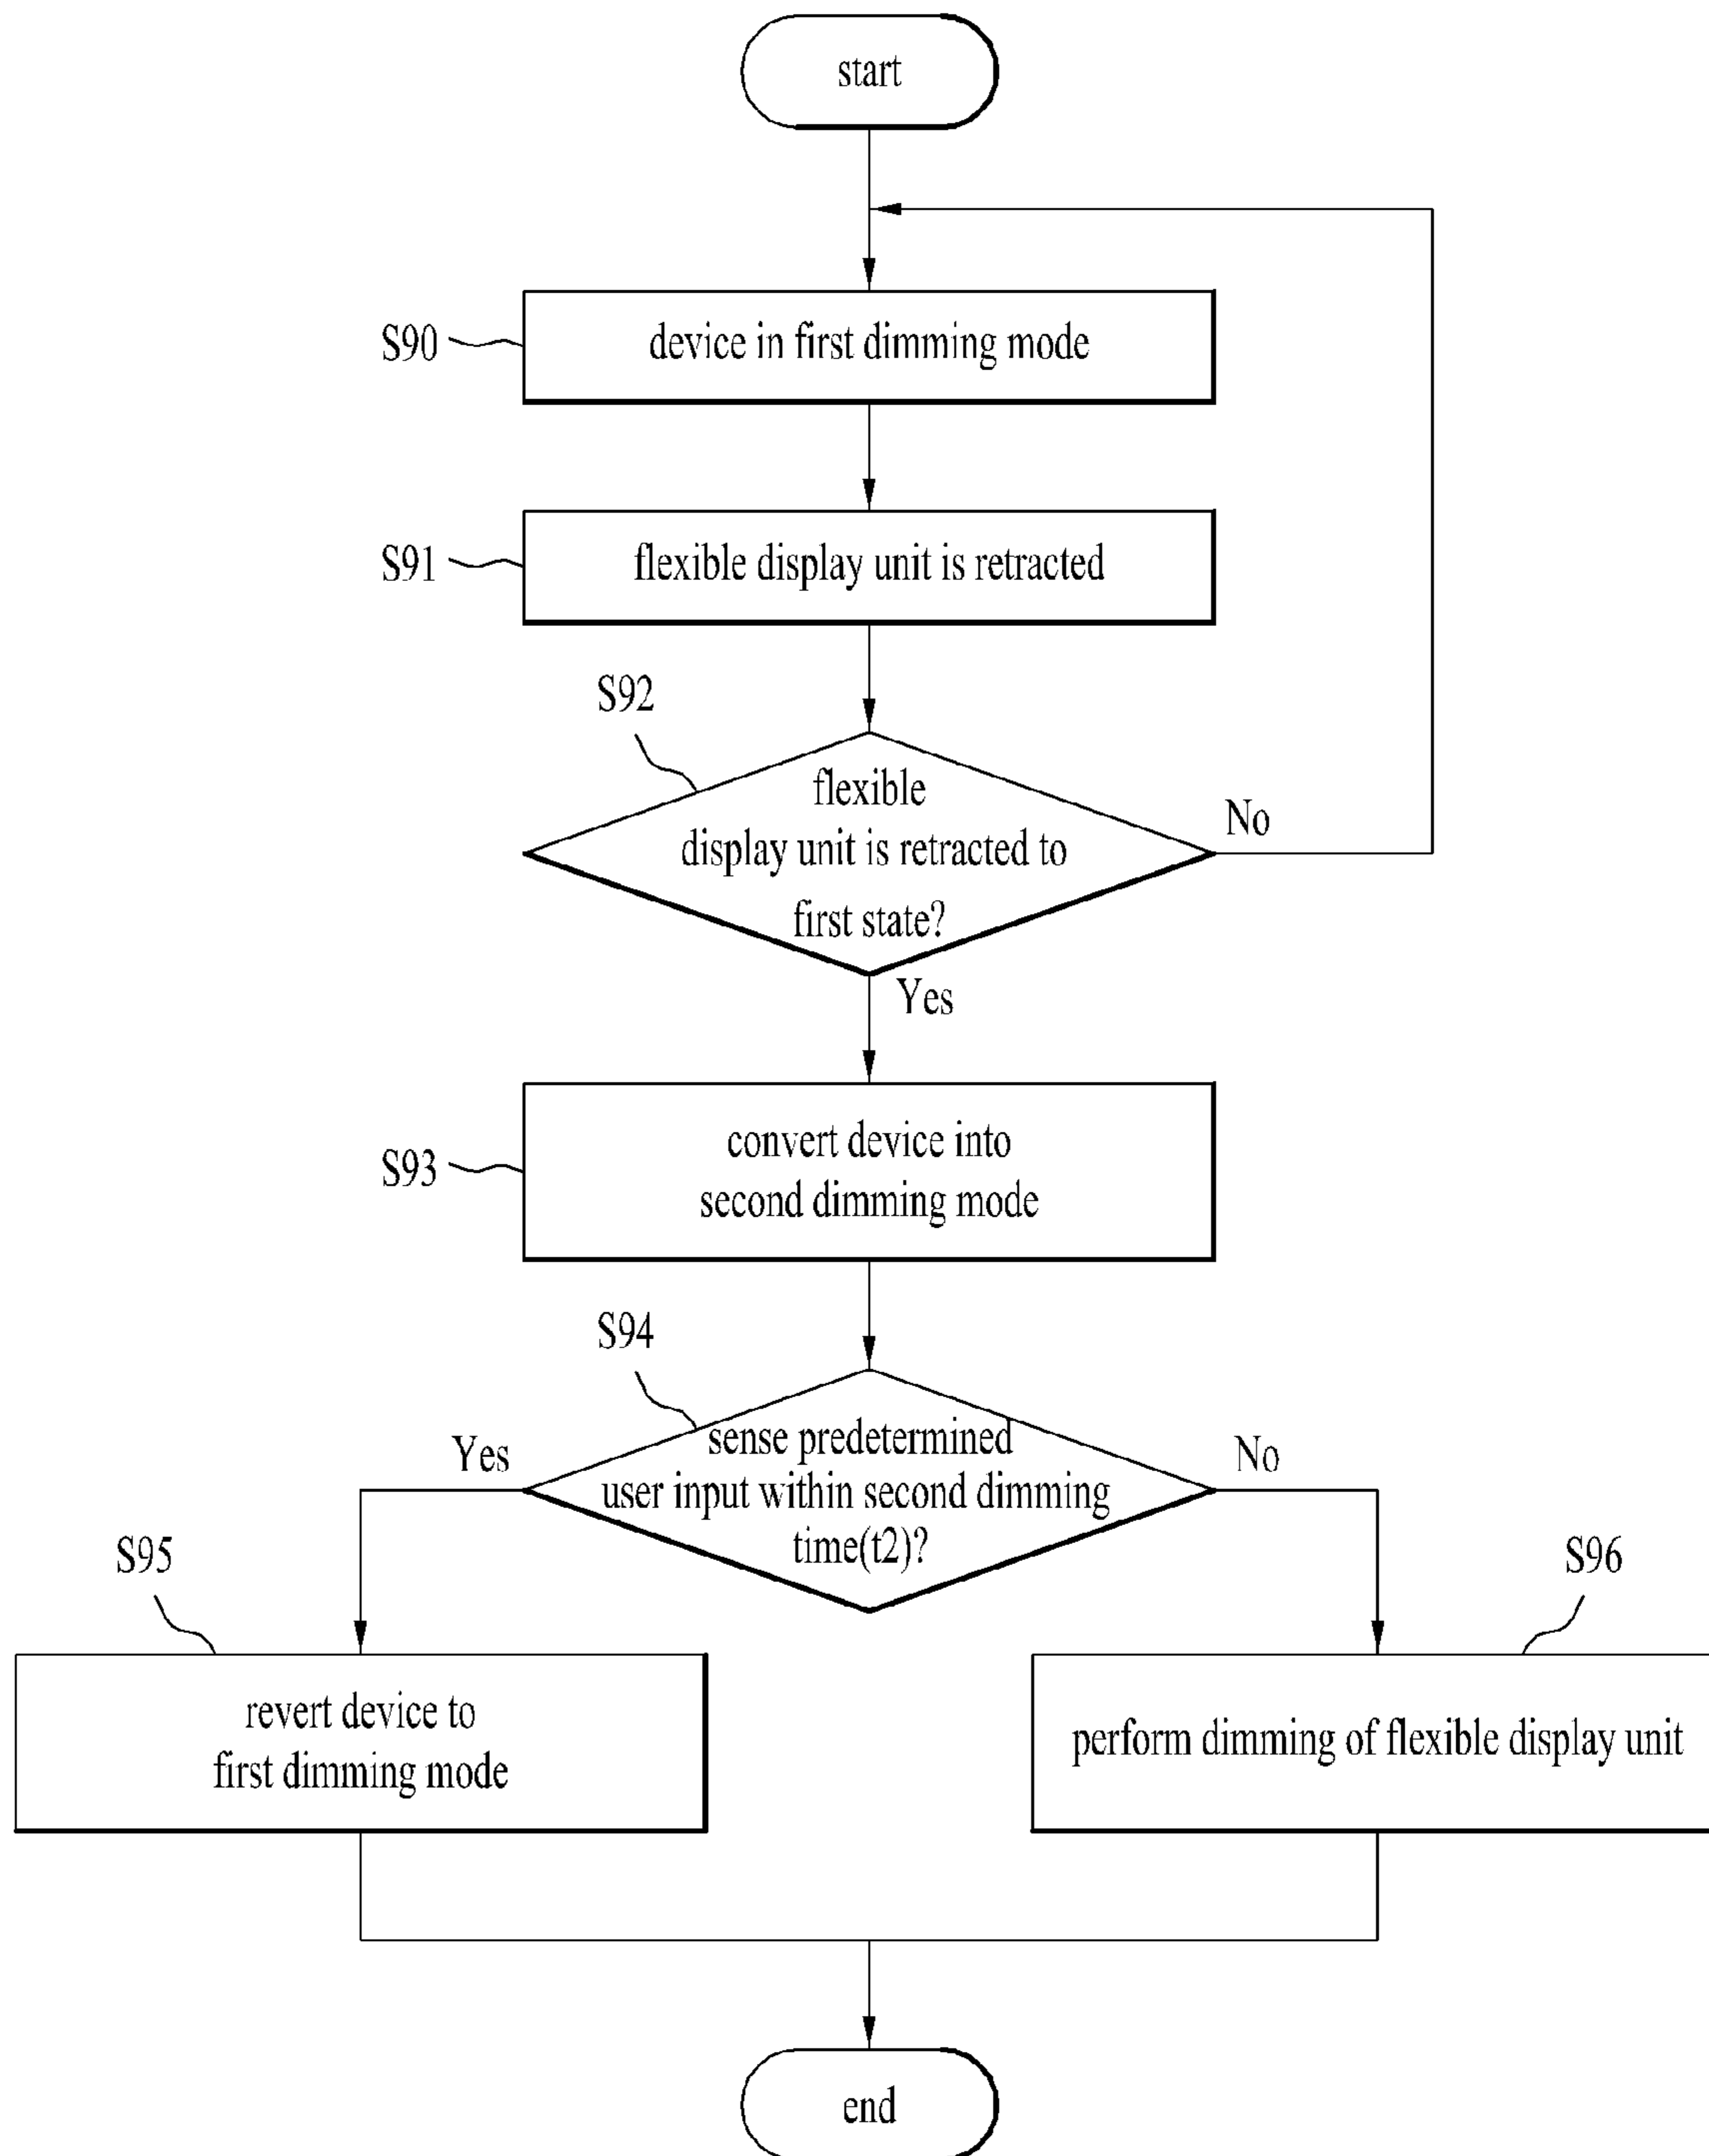 start
S90
device in first dimming mode
S91
flexible display unit is retracted
S92
flexible
display unit is retracted to
first state?
No
Yes
S93
convert device into
second dimming mode
S94
sense predetermined
user input within second dimming
time(t2)?
Yes
No
S95
revert device to
first dimming mode
S96
perform dimming of flexible display unit
end